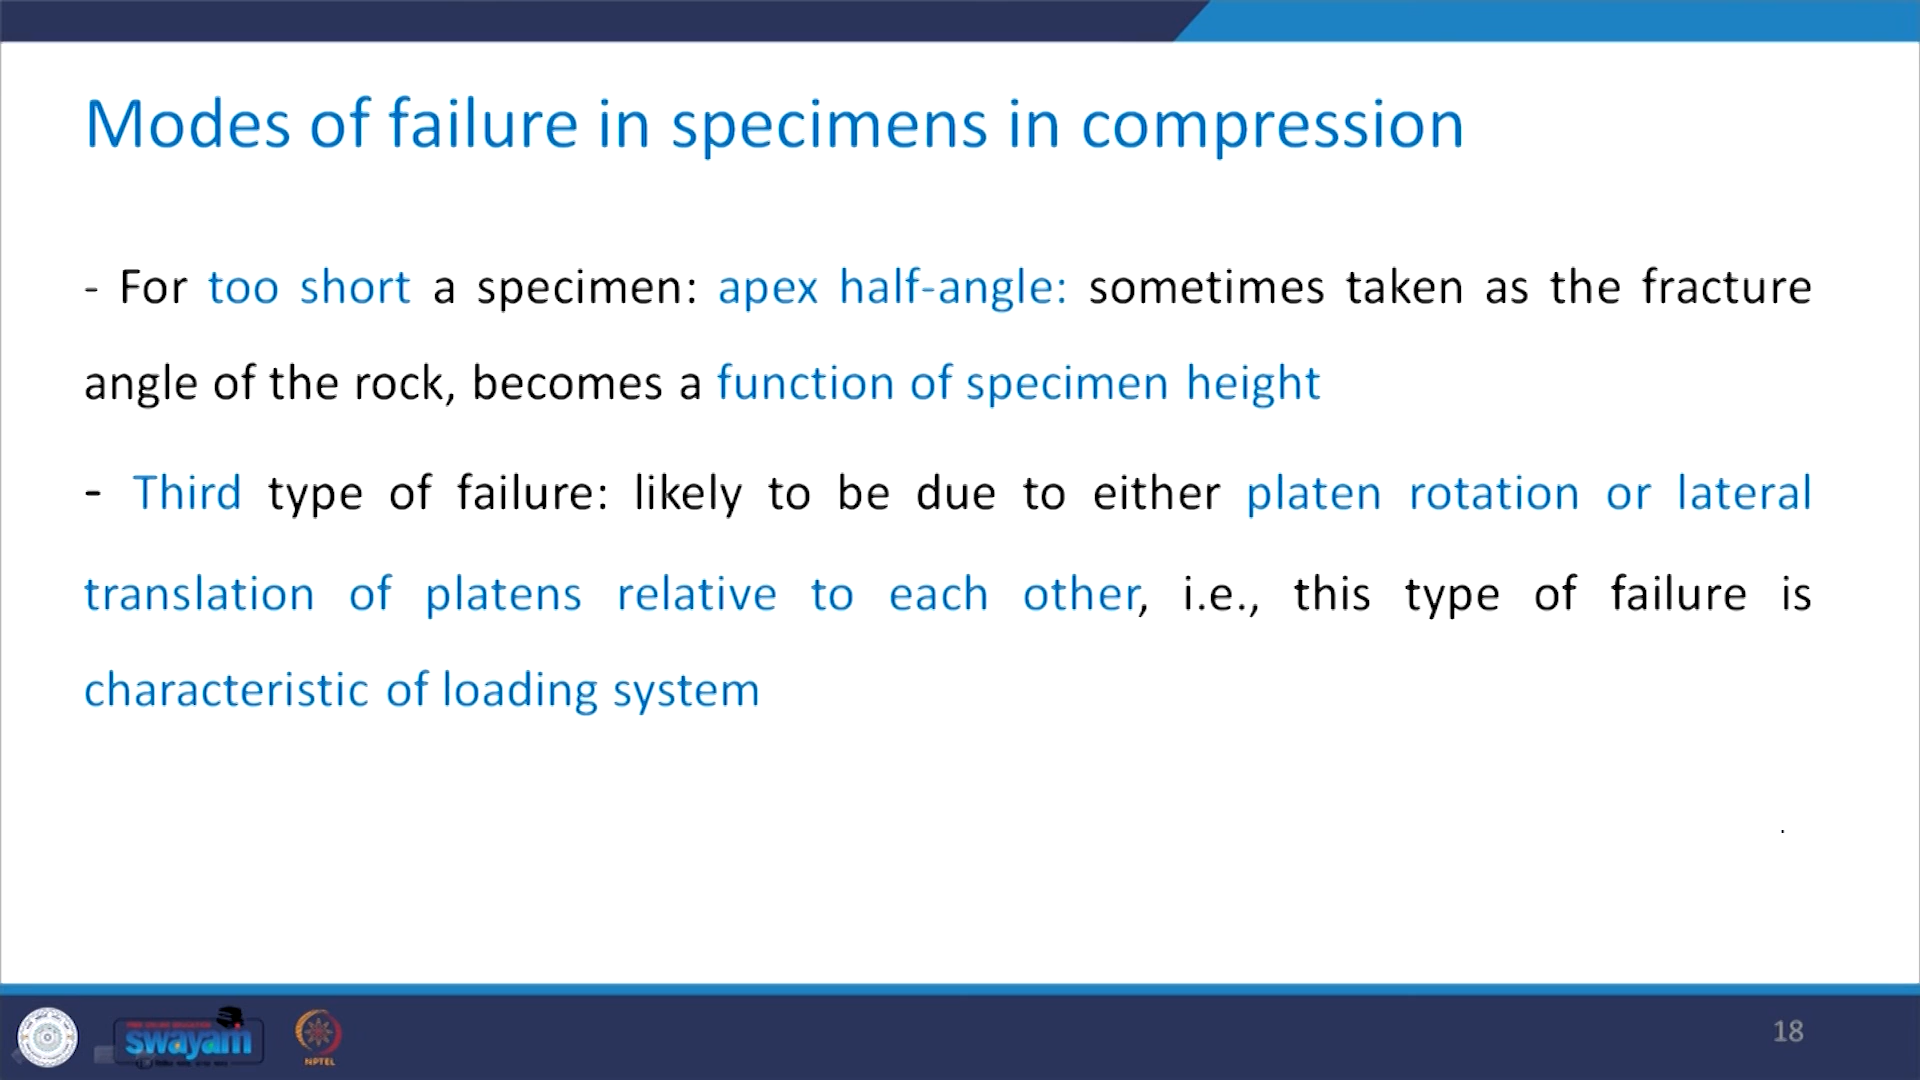 Modes of failure in specimens in compression
- For too short a specimen: apex half-angle: sometimes taken as the fracture
angle of the rock, becomes a function of specimen height
- Third type of failure: likely to be due to either platen rotation or lateral
translation of platens relative to each other, i.e., this type of failure is
characteristic of loading system
.
swayam
NPTEL
18